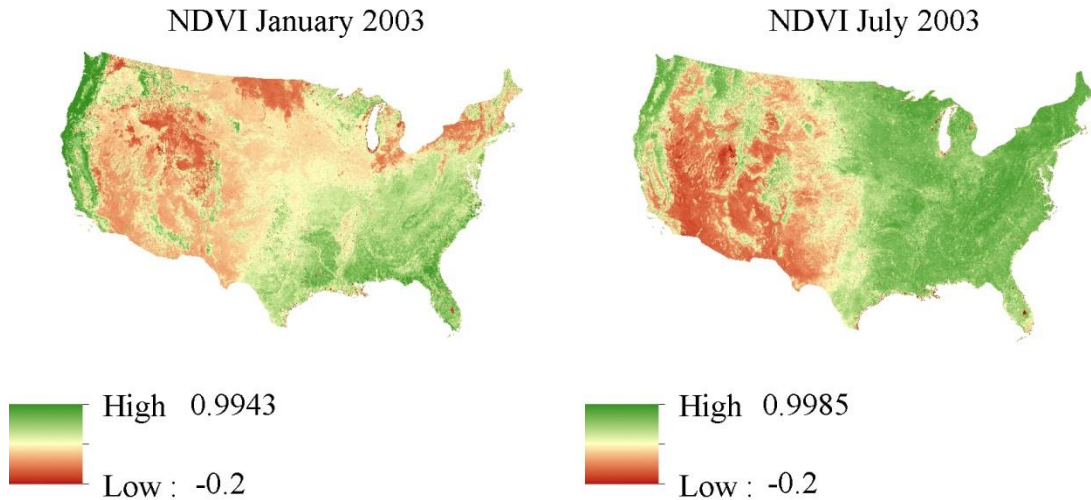 NDVI January 2003
NDVI July 2003
High 0.9943
Low : -0.2
High 0.9985
Low : -0.2